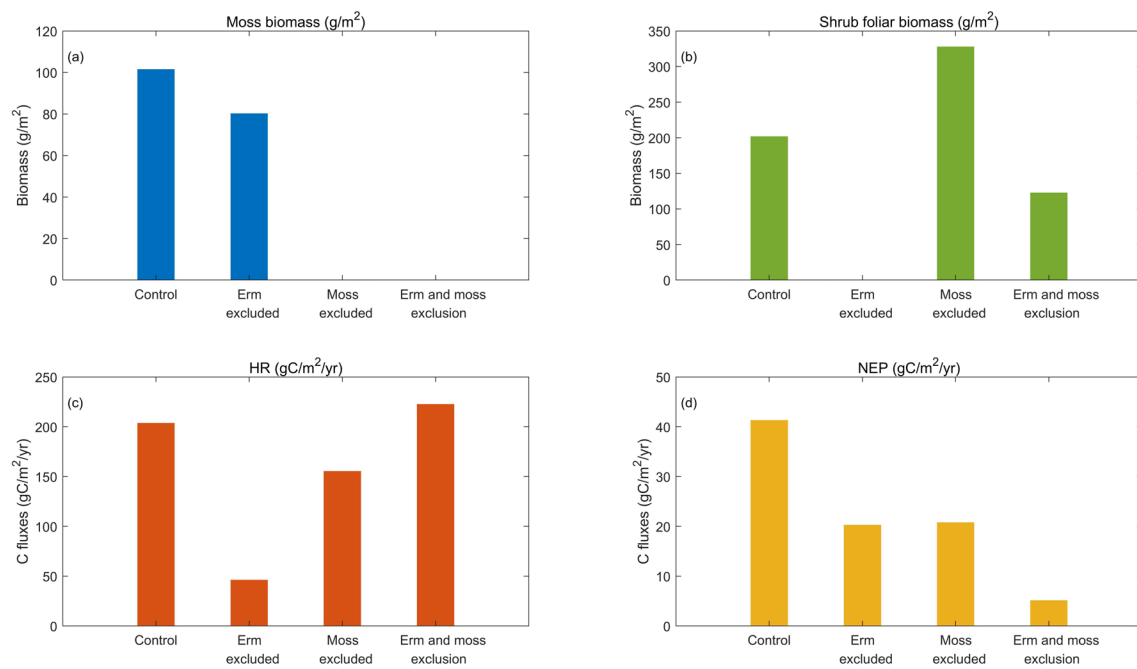 Moss biomass (g/m²)
(a)
Biomass (g/m²)
120
100
80
60
40
20
0
Control
Erm
excluded
Moss
excluded
Erm and moss
exclusion
Shrub foliar biomass (g/m²)
(b)
Biomass (g/m²)
350
300
250
200
150
100
50
0
Control
Erm
excluded
Moss
excluded
Erm and moss
exclusion
HR (gC/m²/yr)
(c)
C fluxes (gC/m²/yr)
250
200
150
100
50
0
Control
Erm
excluded
Moss
excluded
Erm and moss
exclusion
NEP (gC/m²/yr)
(d)
C fluxes (gC/m²/yr)
50
40
30
20
10
0
Control
Erm
excluded
Moss
excluded
Erm and moss
exclusion